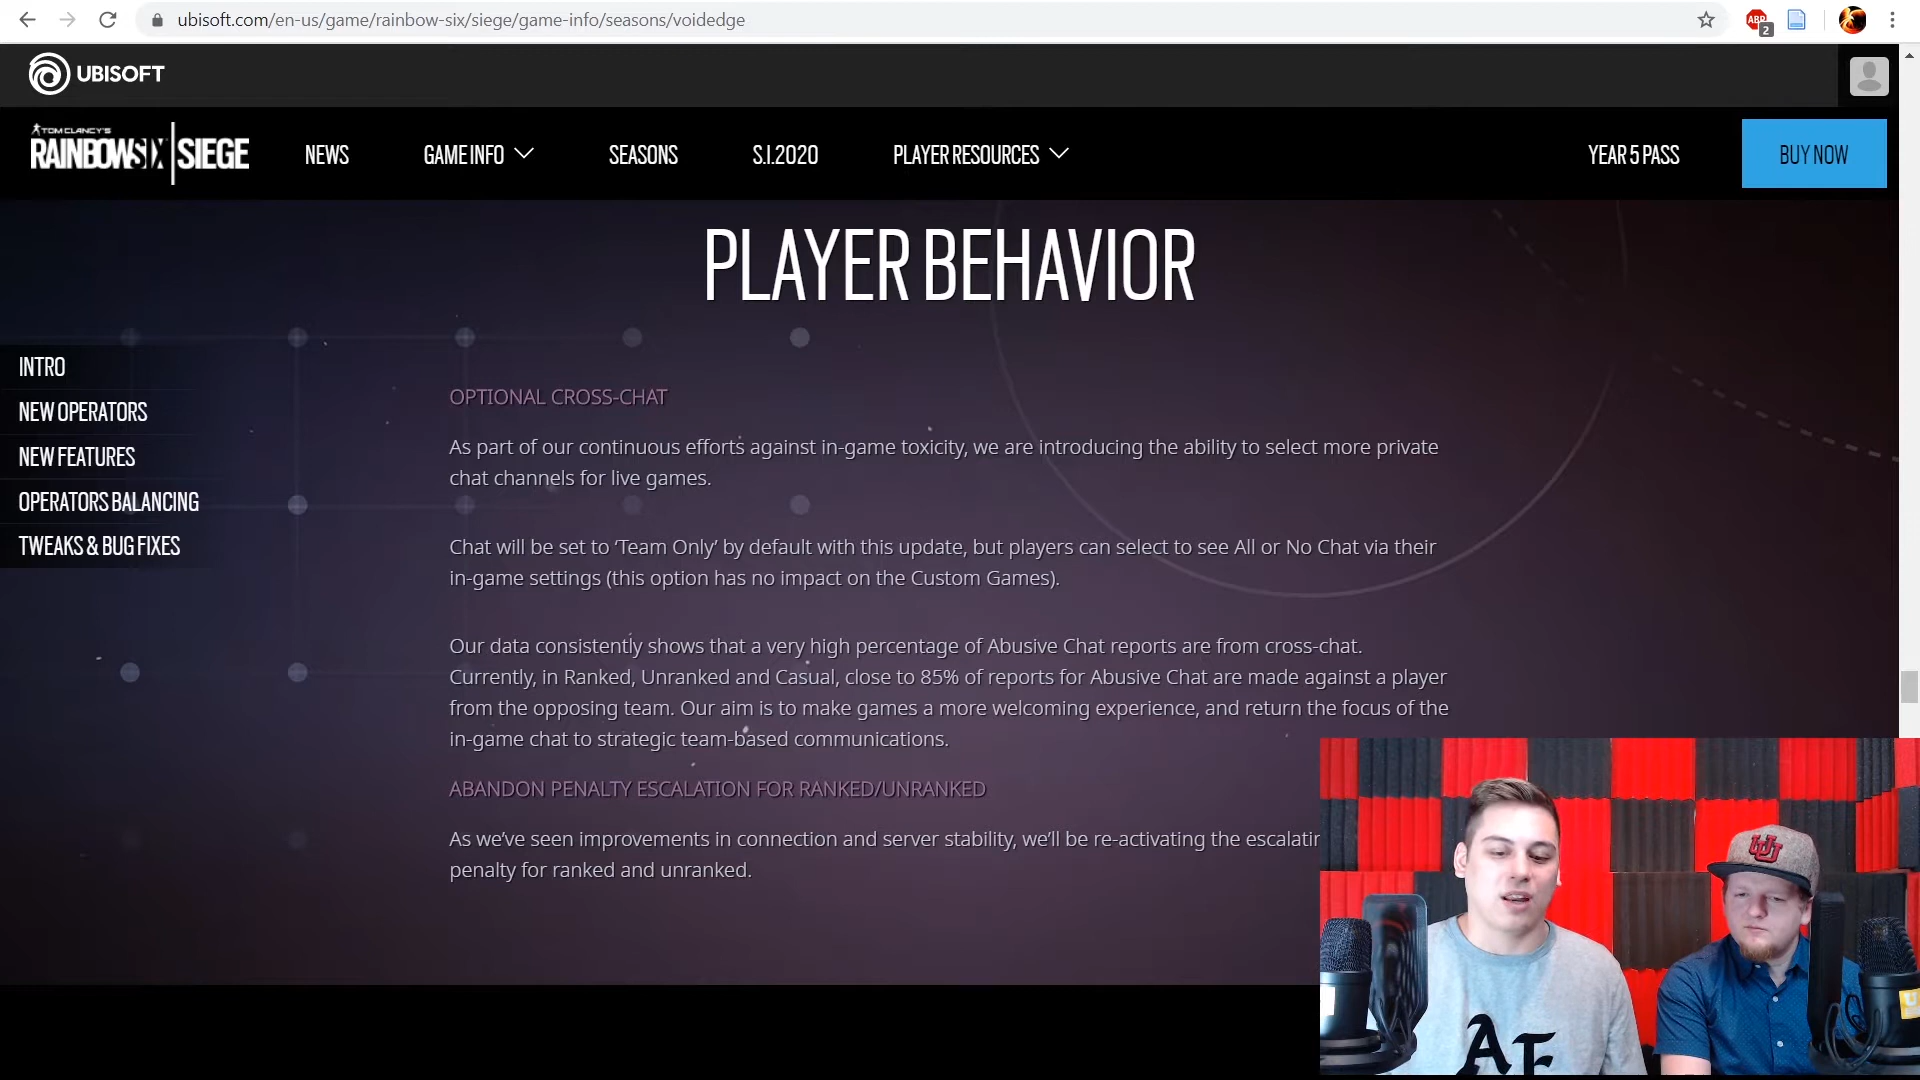 ubisoft.com/en-us/game/rainbow-six/siege/game-info/seasons/voidedge
ABP
2
UBISOFT
TOM CLANCY'S
RAINBOWSIX SIEGE
NEWS
GAME INFO
SEASONS
S.I.2020
PLAYER RESOURCES
YEAR 5 PASS
BUY NOW
PLAYER BEHAVIOR
INTRO
NEW OPERATORS
NEW FEATURES
OPERATORS BALANCING
TWEAKS & BUG FIXES
OPTIONAL CROSS-CHAT
As part of our continuous efforts against in-game toxicity, we are introducing the ability to select more private
chat channels for live games.
Chat will be set to ‘Team Only’ by default with this update, but players can select to see All or No Chat via their
in-game settings (this option has no impact on the Custom Games).
Our data consistently shows that a very high percentage of Abusive Chat reports are from cross-chat.
Currently, in Ranked, Unranked and Casual, close to 85% of reports for Abusive Chat are made against a player
from the opposing team. Our aim is to make games a more welcoming experience, and return the focus of the
in-game chat to strategic team-based communications.
ABANDON PENALTY ESCALATION FOR RANKED/UNRANKED
As we’ve seen improvements in connection and server stability, we’ll be re-activating the escalatin
penalty for ranked and unranked.
UU
AF